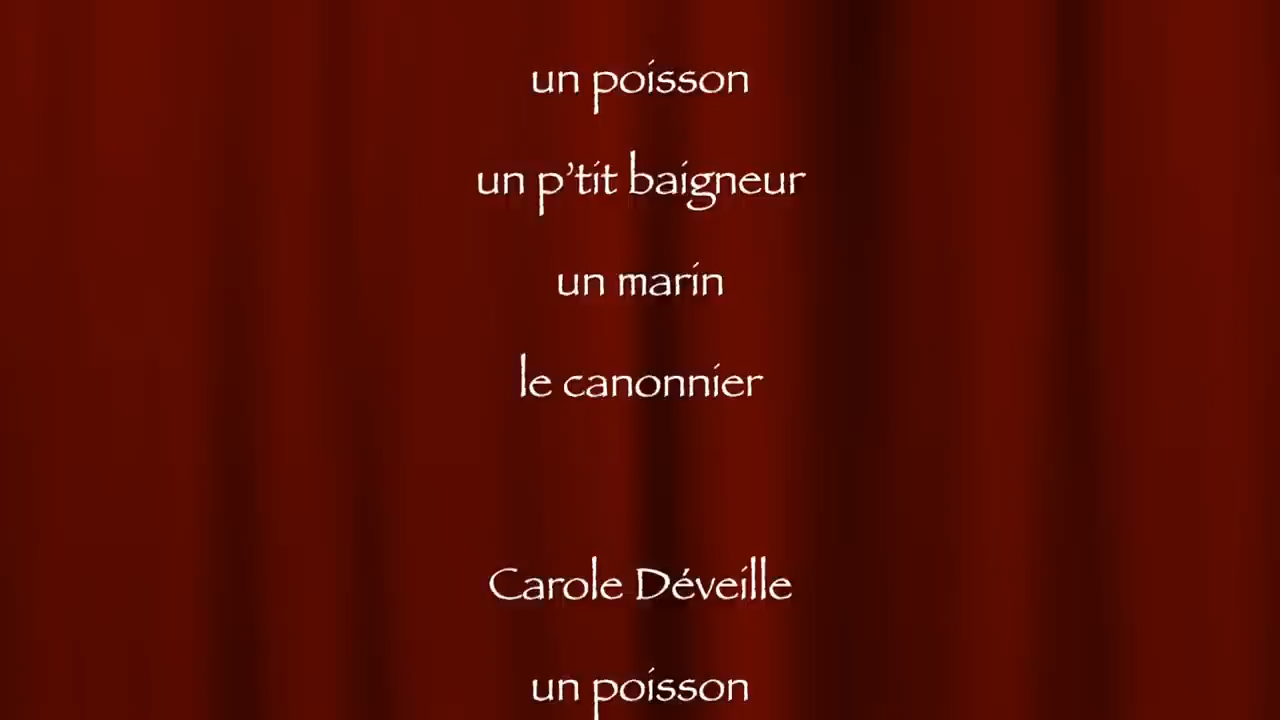 un poisson
un p’tit baigneur
un marin
le canonnier
Carole Déveille
un poisson